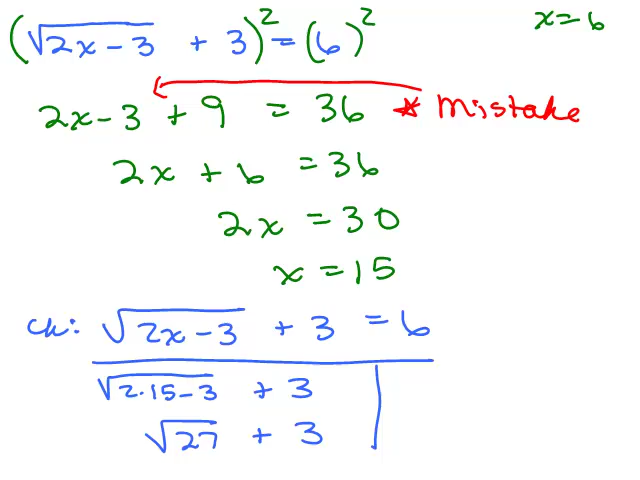 (√2x-3 + 3)² = (6)² x=6
2x-3 + 9 = 36 * Mistake
2x + 6 = 36
2x = 30
x = 15
ck: √2x-3 + 3 = 6
√2·15-3 + 3
√27 + 3